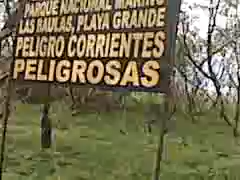 PARQUE NACIONAL MARINO
LAS BAULAS, PLAYA GRANDE
PELIGRO CORRIENTES
PELIGROSAS